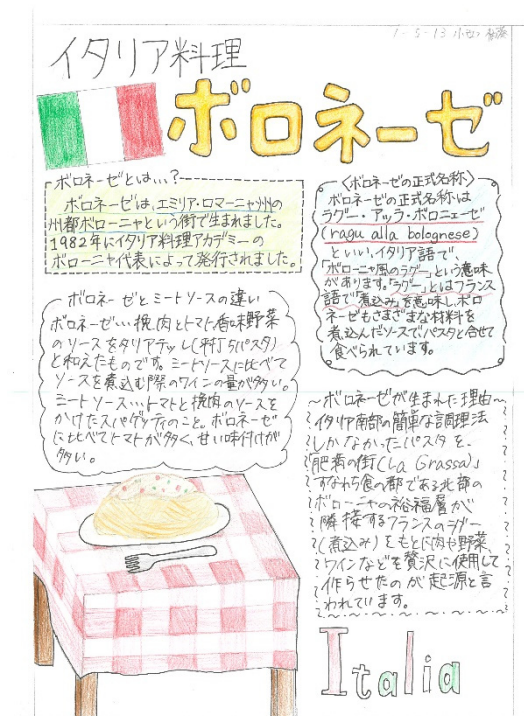 1-5-13
イタリア料理
ボロネーゼ
ボロネーゼとは…?
ボロネーゼは、エミリア・ロマーニャ州の
州都ボローニャという街で生まれました。
1982年にイタリア料理アカデミーの
ボローニャ代表によって発行されました。
〈ボロネーゼの正式名称〉
ボロネーゼの正式名称は
ラグー・アッラ・ボロニェーゼ
(ragu alla bolognese)
といい、イタリア語で、
「ボローニャ風のラグー」という意味
があります。「ラグー」とはフランス
語で「煮込み」を意味し、ボロ
ネーゼもさまざまな材料を
煮込んだソースでパスタと合せて
食べられています。
ボロネーゼとミートソースの違い
ボロネーゼ…挽肉とトマト、香味野菜
のソースをタリアテッレ(平打ちパスタ)
と和えたものです。ミートソースに比べて
ソースを煮込む際のワインの量が多い。
ミートソース…トマトと挽肉のソースを
かけたスパゲッティのこと。ボロネーゼ
に比べてトマトが多く、甘い味付けが
多い。
〜ボロネーゼが生まれた理由〜
イタリア南部の簡単な調理法
しかなかったパスタを、
「肥満の街(La Grassa)」
すなわち食の都である北部の
ボローニャの裕福層が
隣接するフランスのラグー
(煮込み)をもとに肉や野菜、
ワインなどを贅沢に使用して
作らせたのが起源と言
われています。
Italia